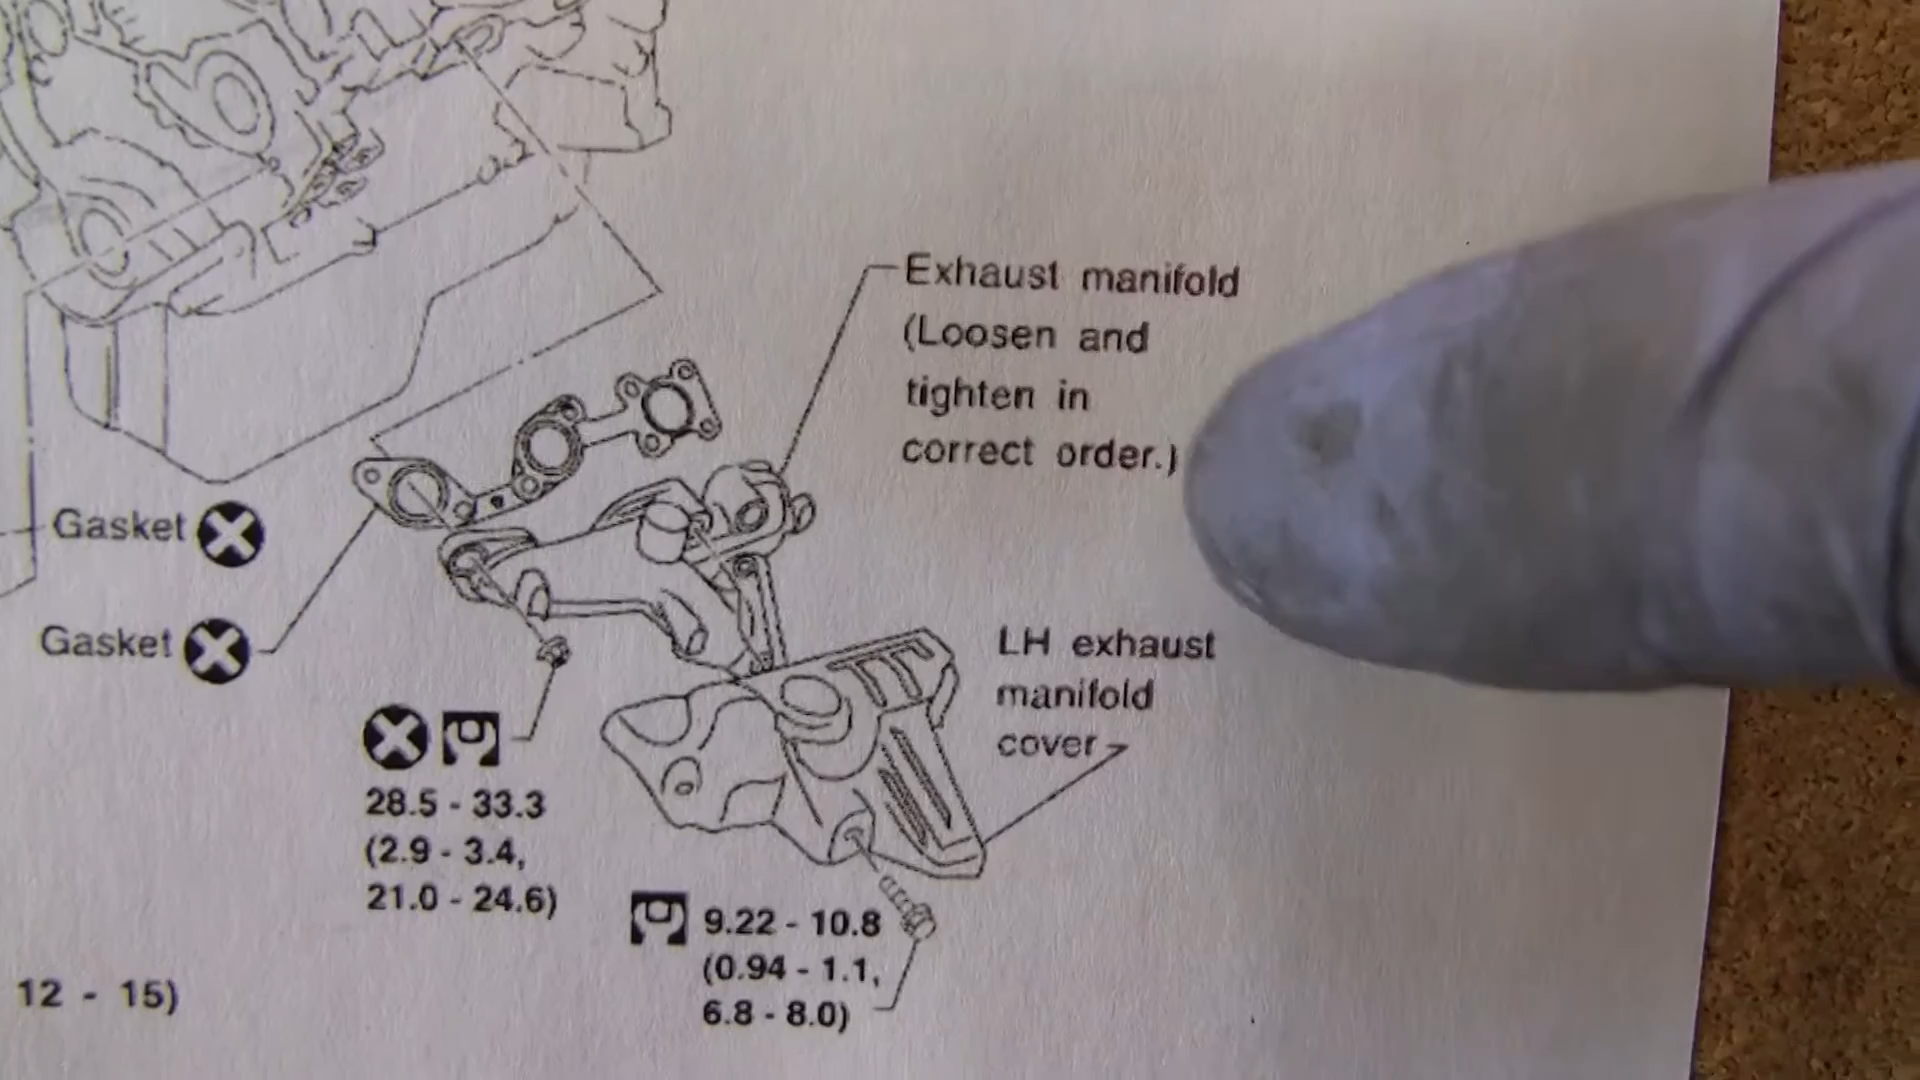 Exhaust manifold
(Loosen and
tighten in
correct order.)
Gasket
Gasket
LH exhaust
manifold
cover
28.5 - 33.3
(2.9 - 3.4,
21.0 - 24.6)
9.22 - 10.8
(0.94 - 1.1,
6.8 - 8.0)
12 - 15)